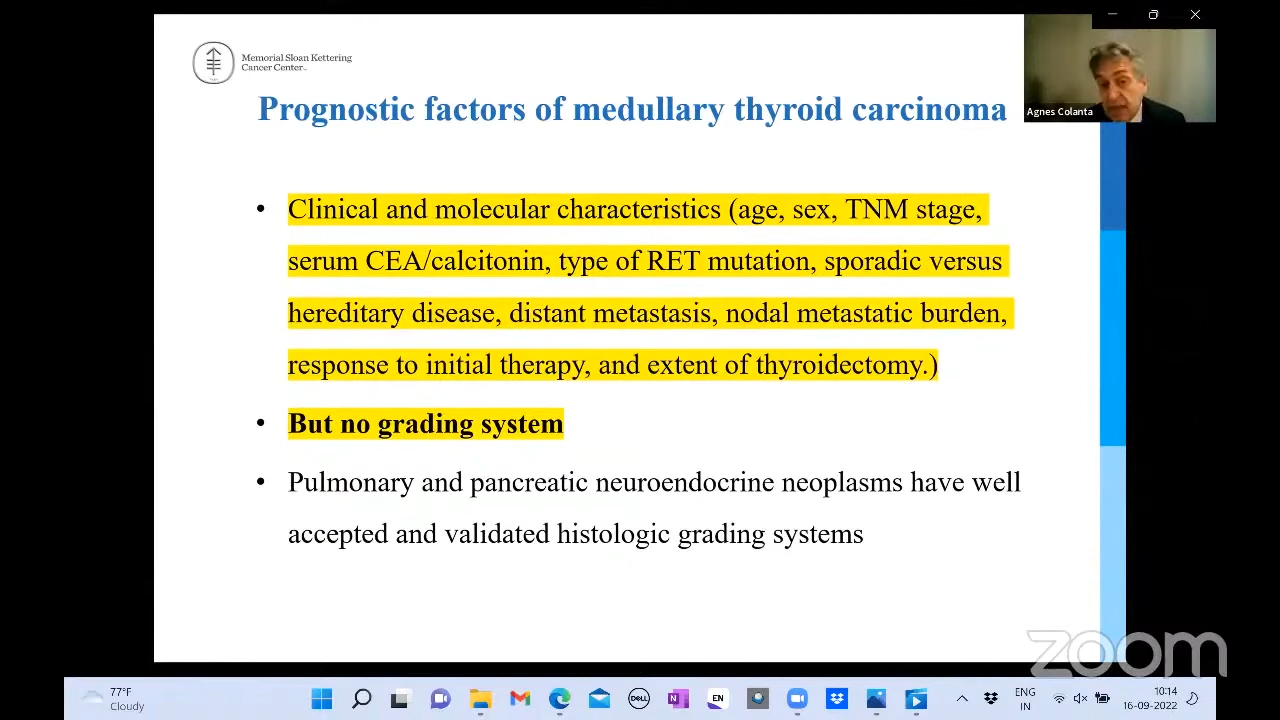 Memorial Sloan Kettering
Cancer Center
Prognostic factors of medullary thyroid carcinoma
Agnes Colanta
• Clinical and molecular characteristics (age, sex, TNM stage,
serum CEA/calcitonin, type of RET mutation, sporadic versus
hereditary disease, distant metastasis, nodal metastatic burden,
response to initial therapy, and extent of thyroidectomy.)
• But no grading system
• Pulmonary and pancreatic neuroendocrine neoplasms have well
accepted and validated histologic grading systems
zoom
77°F
Cloudy
DELL
N
EN
ENG
IN
10:14
16-09-2022